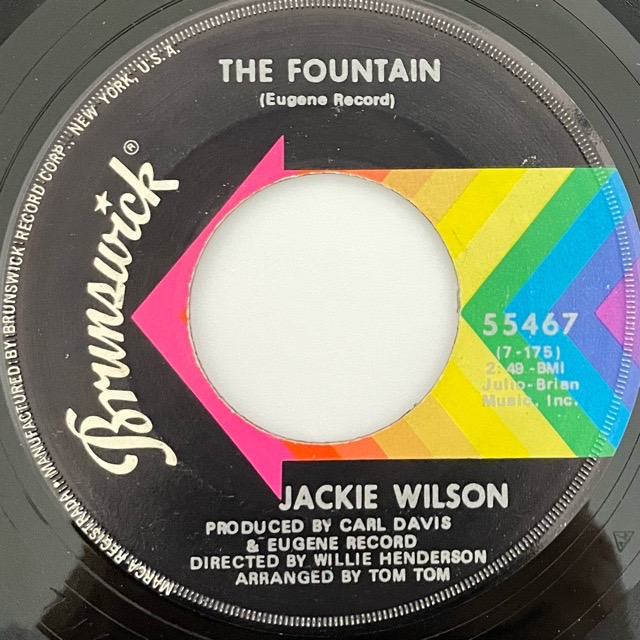 THE FOUNTAIN
(Eugene Record)
Brunswick®
55467
(7-175)
2:49-BMI
Julio-Brian
Music, Inc.
JACKIE WILSON
PRODUCED BY CARL DAVIS
& EUGENE RECORD
DIRECTED BY WILLIE HENDERSON
ARRANGED BY TOM TOM
MARCA REGISTRADA • MANUFACTURED BY BRUNSWICK RECORD CORP., NEW YORK, U.S.A.